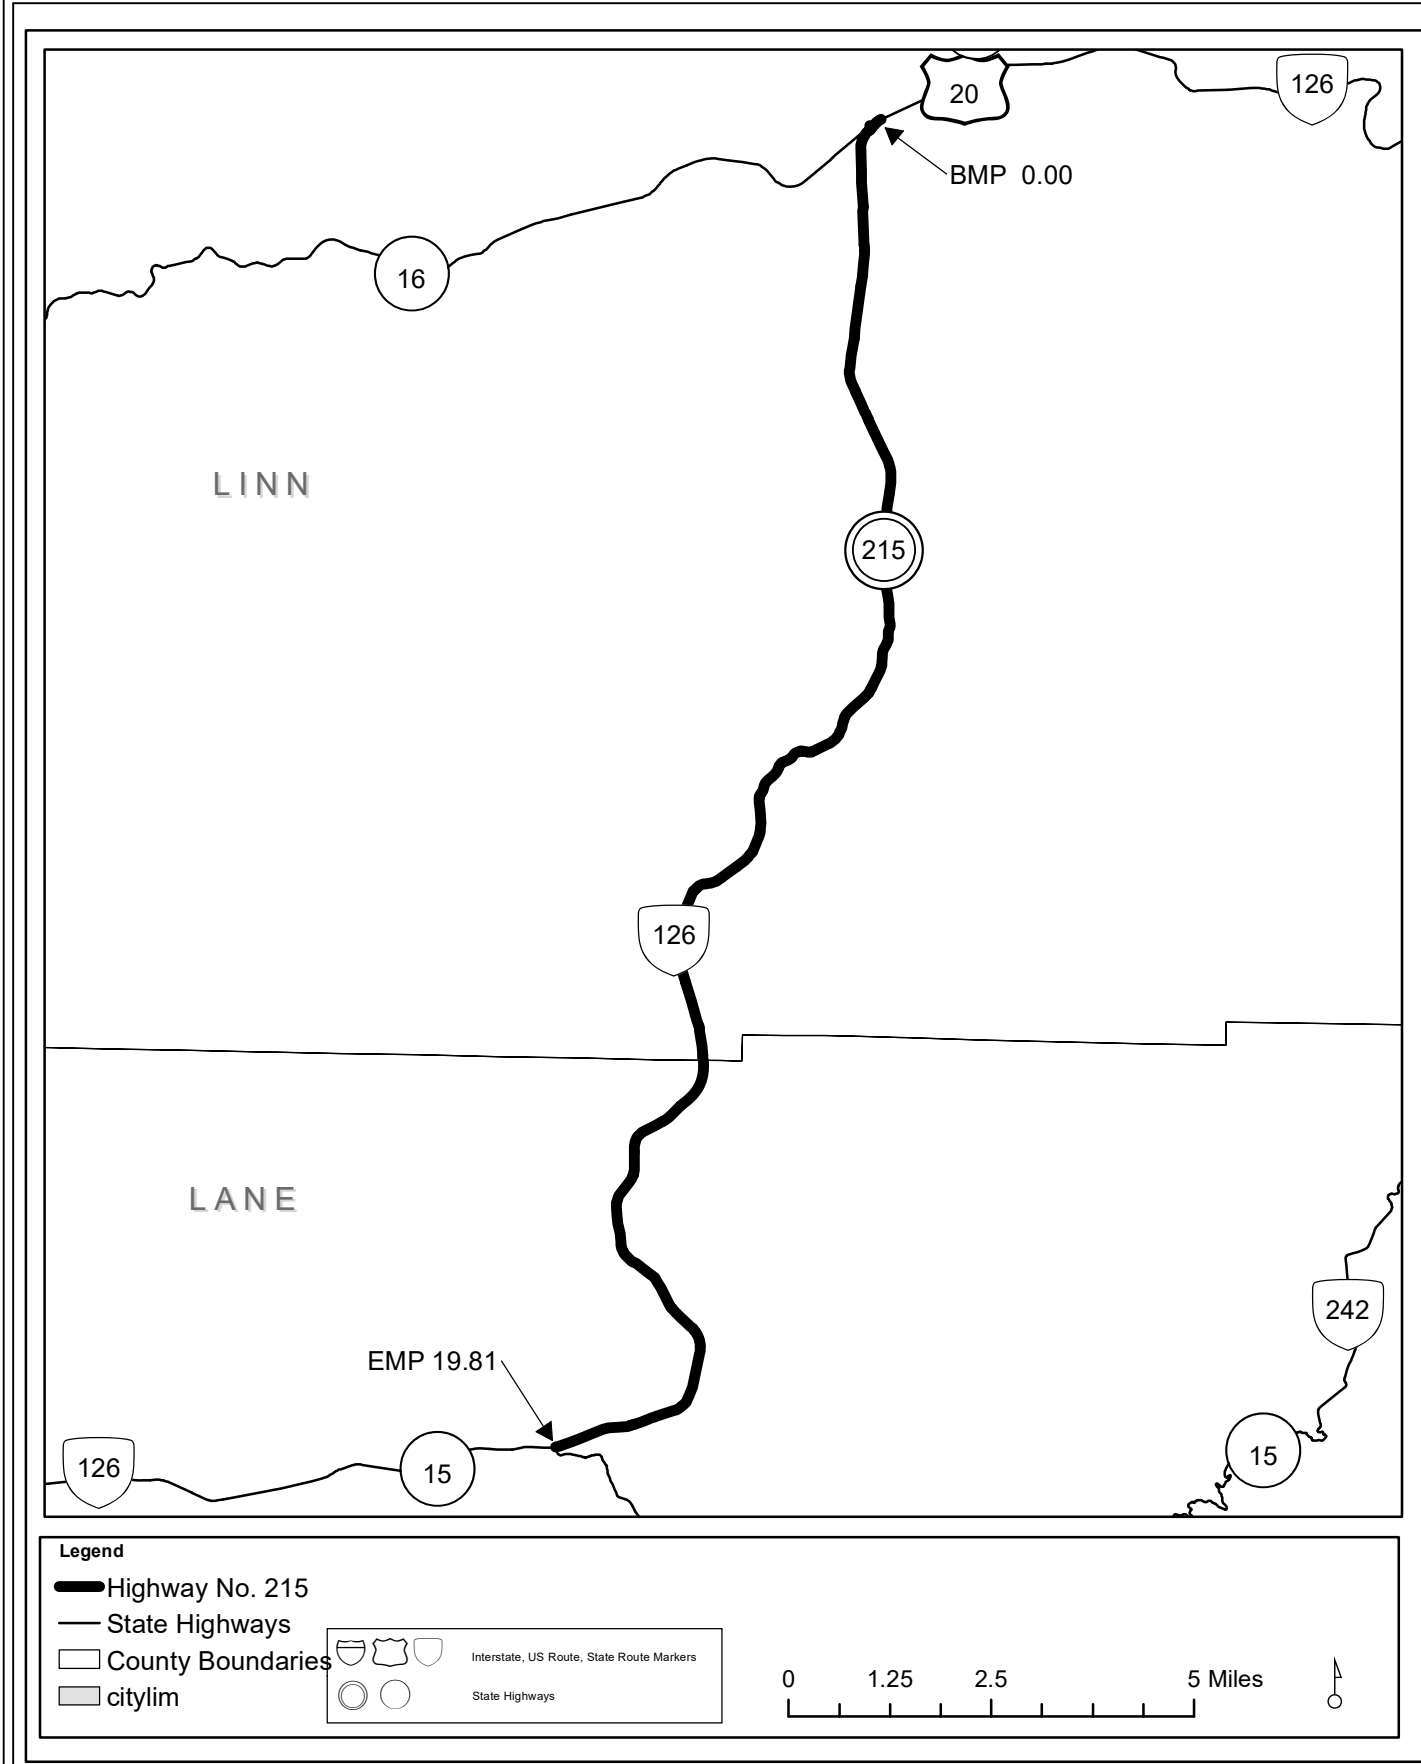 20
126
BMP 0.00
16
LINN
215
126
LANE
242
EMP 19.81
126
15
15
Legend
Highway No. 215
State Highways
County Boundaries
citylim
Interstate, US Route, State Route Markers
State Highways
0 1.25 2.5 5 Miles